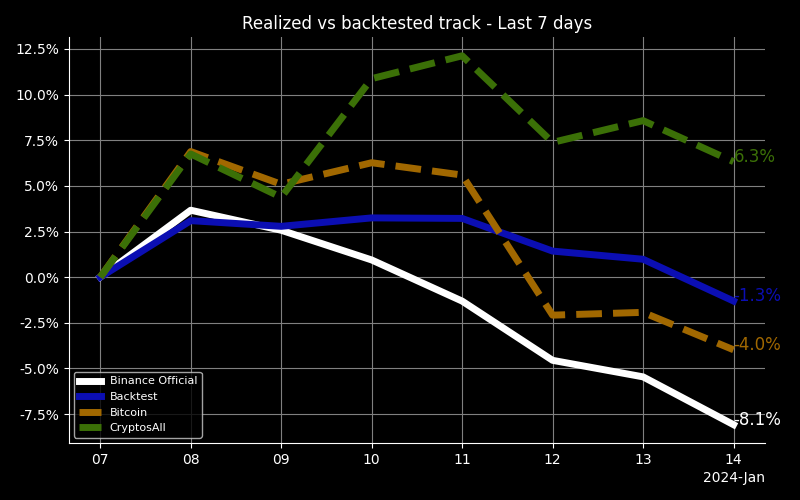 Realized vs backtested track - Last 7 days
12.5%
10.0%
7.5%
5.0%
2.5%
0.0%
-2.5%
-5.0%
-7.5%
6.3%
-1.3%
-4.0%
-8.1%
Binance Official
Backtest
Bitcoin
CryptosAll
07 08 09 10 11 12 13 14
2024-Jan